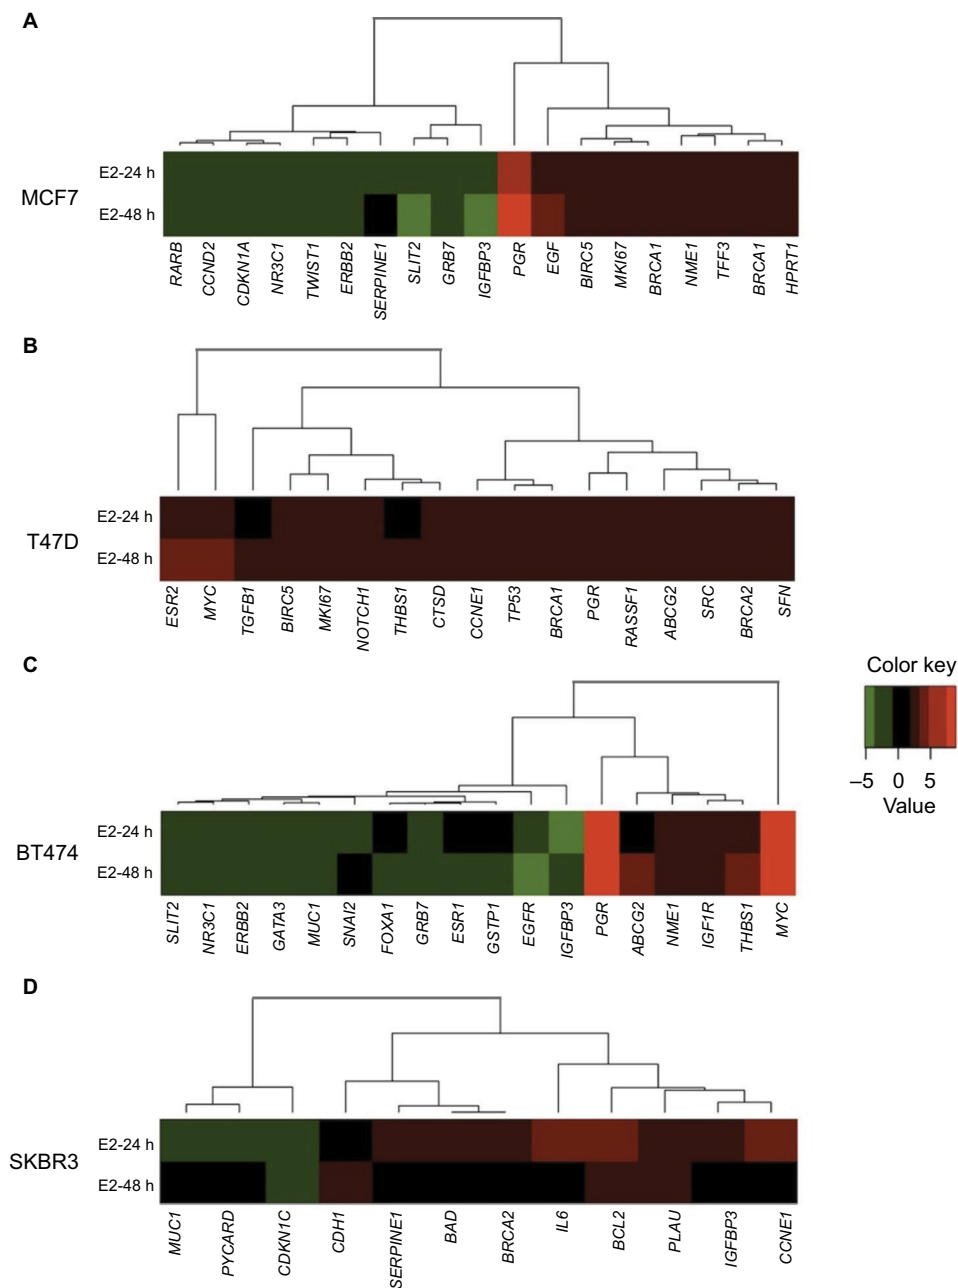 A
MCF7
E2-24 h
E2-48 h
RARB
CCND2
CDKN1A
NR3C1
TWIST1
ERBB2
SERPINE1
SLIT2
GRB7
IGFBP3
PGR
EGF
BIRC5
MKI67
BRCA1
NME1
TFF3
BRCA1
HPRT1
B
T47D
E2-24 h
E2-48 h
ESR2
MYC
TGFB1
BIRC5
MKI67
NOTCH1
THBS1
CTSD
CCNE1
TP53
BRCA1
PGR
RASSF1
ABCG2
SRC
BRCA2
SFN
C
Color key
–5 0 5
Value
BT474
E2-24 h
E2-48 h
SLIT2
NR3C1
ERBB2
GATA3
MUC1
SNAI2
FOXA1
GRB7
ESR1
GSTP1
EGFR
IGFBP3
PGR
ABCG2
NME1
IGF1R
THBS1
MYC
D
SKBR3
E2-24 h
E2-48 h
MUC1
PYCARD
CDKN1C
CDH1
SERPINE1
BAD
BRCA2
IL6
BCL2
PLAU
IGFBP3
CCNE1